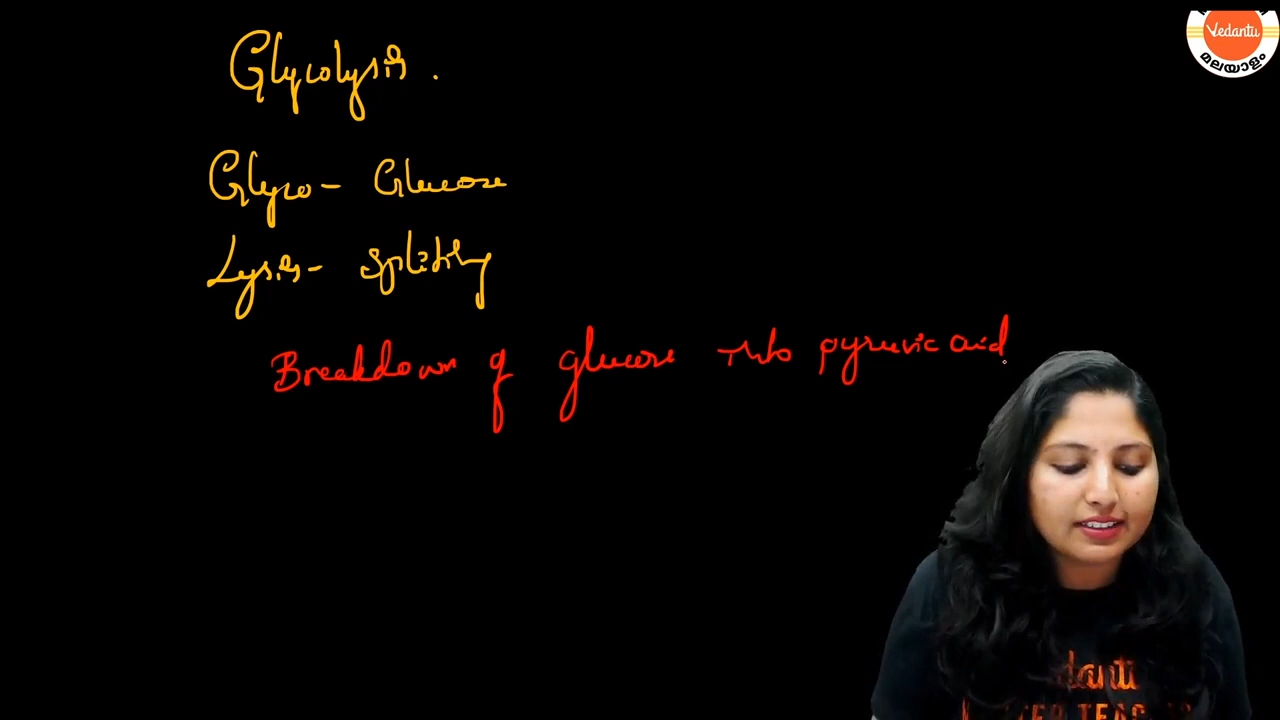 Vedantu
മലയാളം
Glycolysis.
Glyco - Glucose
Lysis - splitting
Breakdown of glucose into pyruvic acid